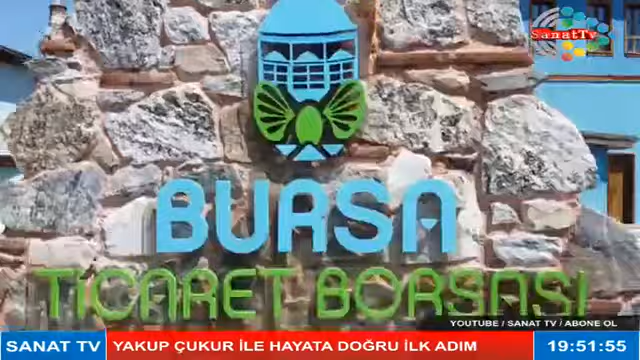 SanatTv
BURSA
TİCARET BORSASI
YOUTUBE / SANAT TV / ABONE OL
SANAT TV YAKUP ÇUKUR İLE HAYATA DOĞRU İLK ADIM 19:51:55